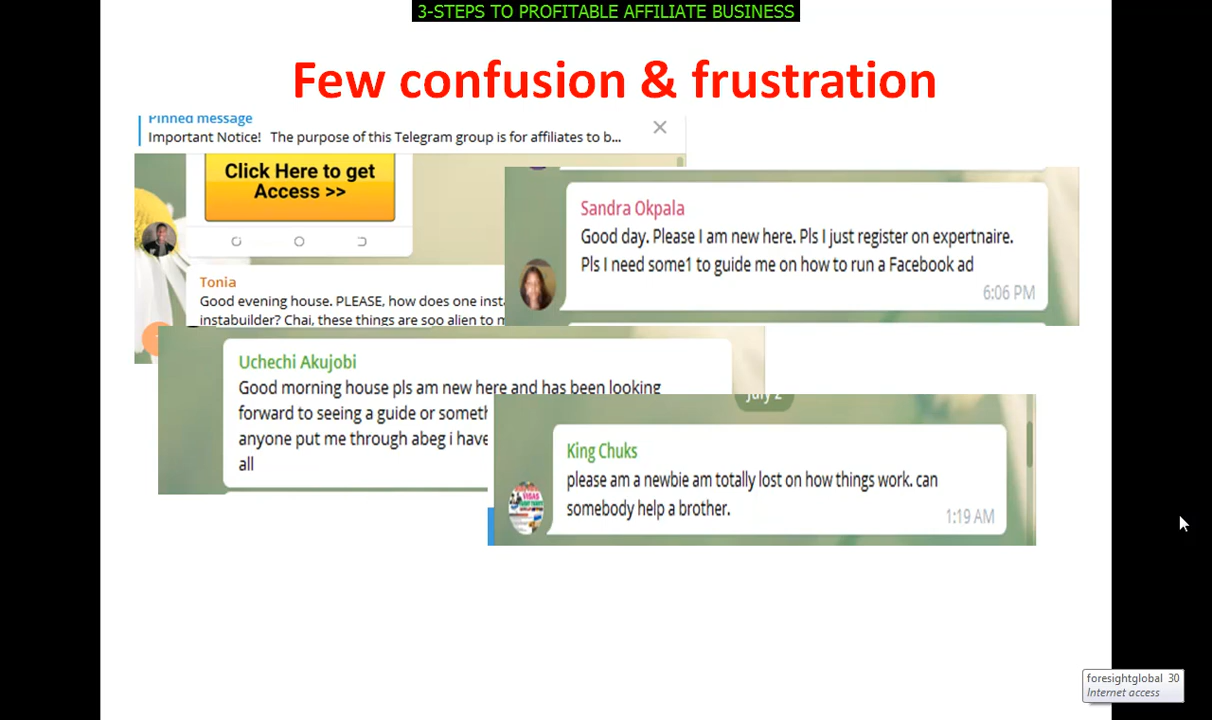 3-STEPS TO PROFITABLE AFFILIATE BUSINESS
Few confusion & frustration
Pinned message
Important Notice! The purpose of this Telegram group is for affiliates to b...
Click Here to get
Access >>
Tonia
Good evening house. PLEASE, how does one
instabuilder? Chai, these things are soo alien to
Sandra Okpala
Good day. Please I am new here. Pls I just register on expertnaire.
Pls I need some1 to guide me on how to run a Facebook ad
6:06 PM
Uchechi Akujobi
Good morning house pls am new here and has been looking
forward to seeing a guide or
anyone put me through abeg i have
all
July 2
King Chuks
please am a newbie am totally lost on how things work. can
somebody help a brother.
1:19 AM
foresightglobal 30
Internet access